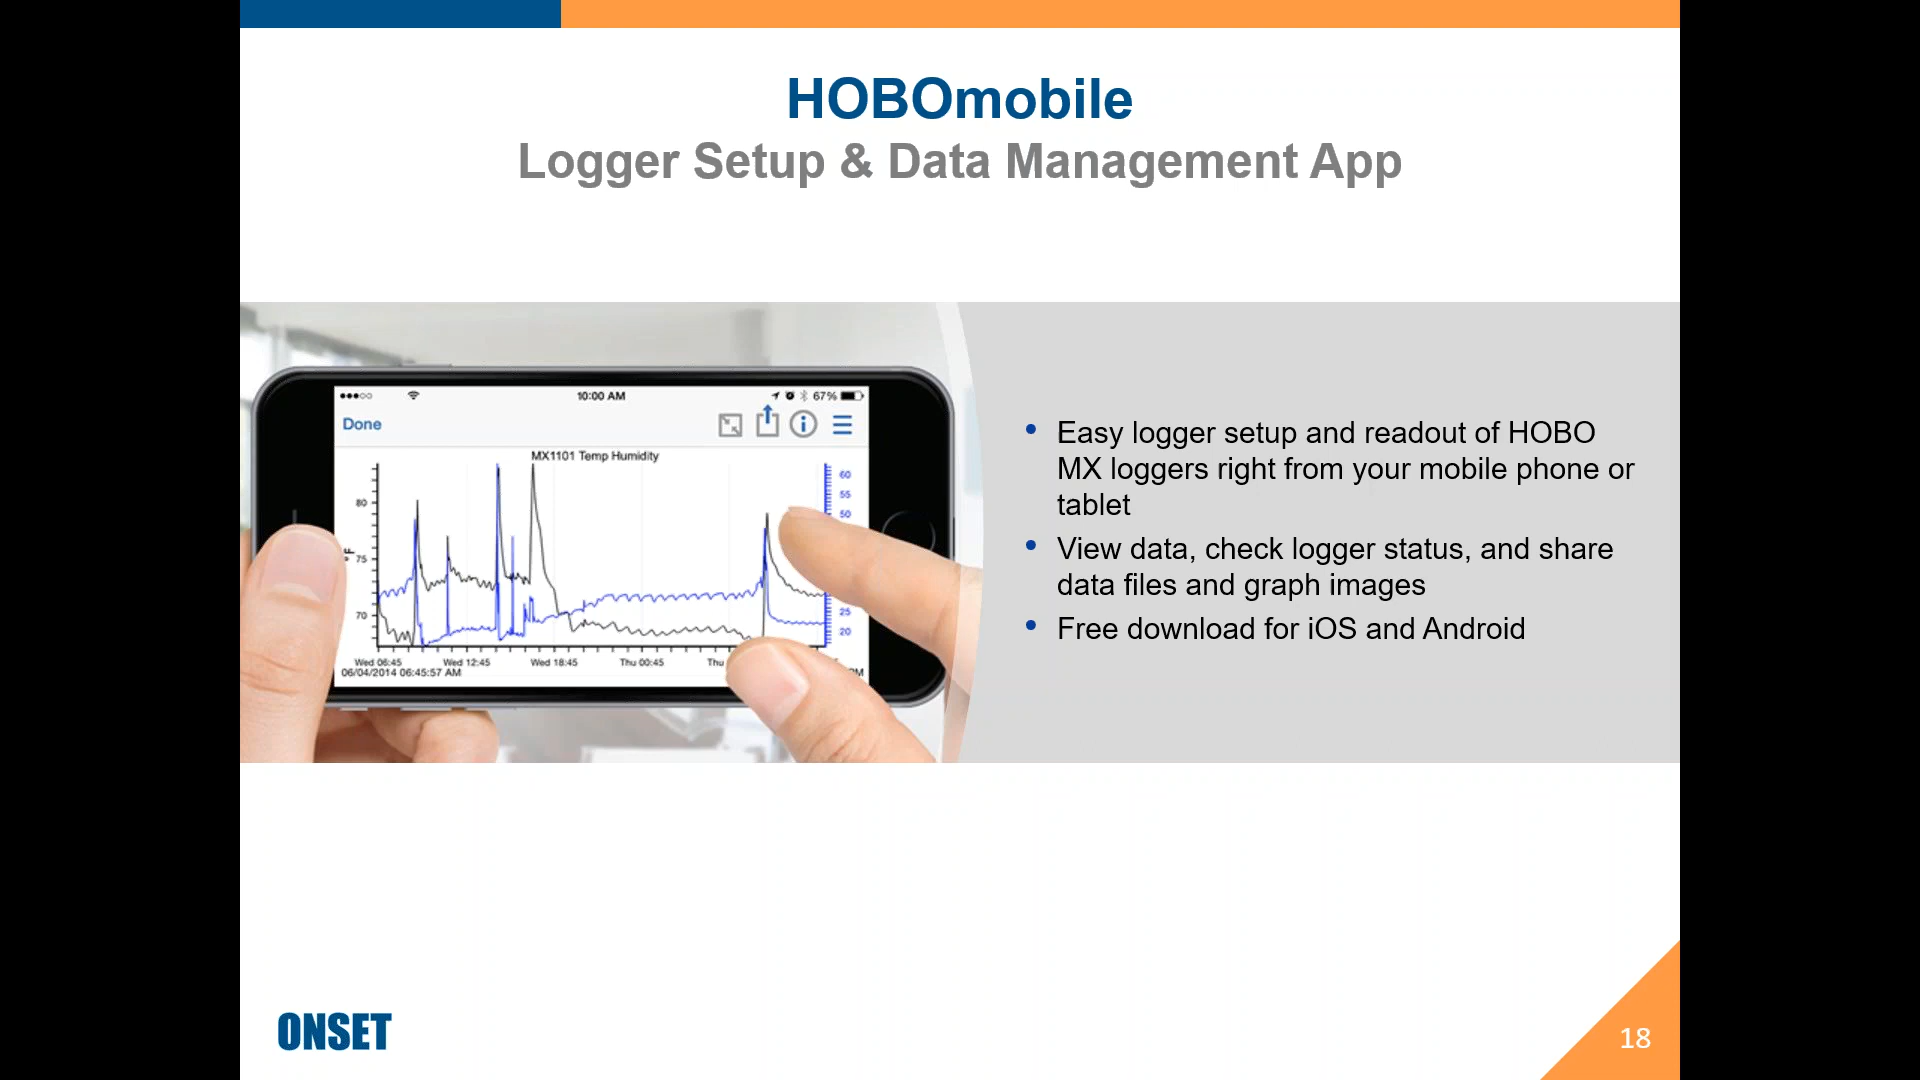 HOBOmobile
Logger Setup & Data Management App
10:00 AM
67%
Done
MX1101 Temp Humidity
80
75
70
°F
60
55
50
25
20
Wed 06:45 Wed 12:45 Wed 18:45 Thu 00:45 Thu
06/04/2014 06:45:57 AM
• Easy logger setup and readout of HOBO
MX loggers right from your mobile phone or
tablet
• View data, check logger status, and share
data files and graph images
• Free download for iOS and Android
ONSET
18